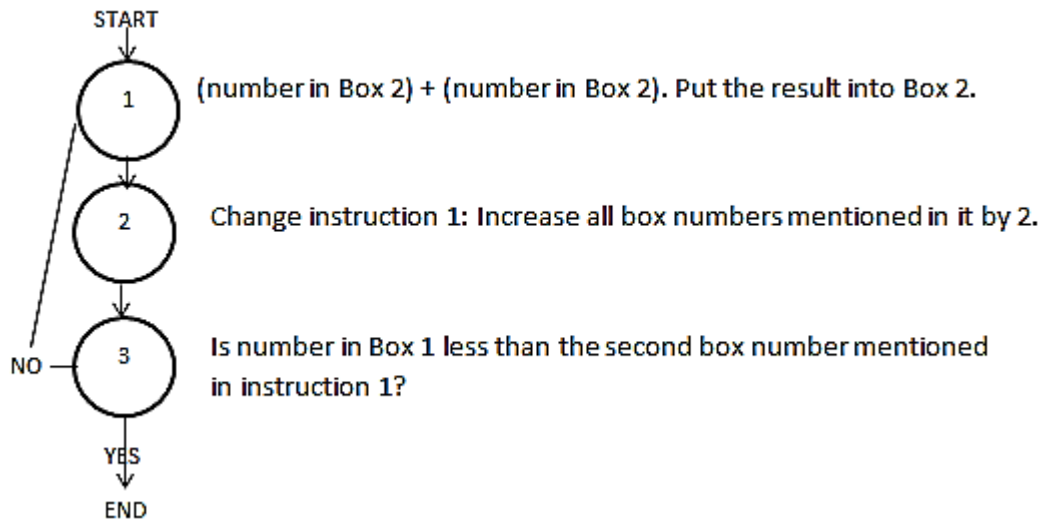 START
1
(number in Box 2) + (number in Box 2). Put the result into Box 2.
2
Change instruction 1: Increase all box numbers mentioned in it by 2.
3
Is number in Box 1 less than the second box number mentioned
in instruction 1?
NO
YES
END